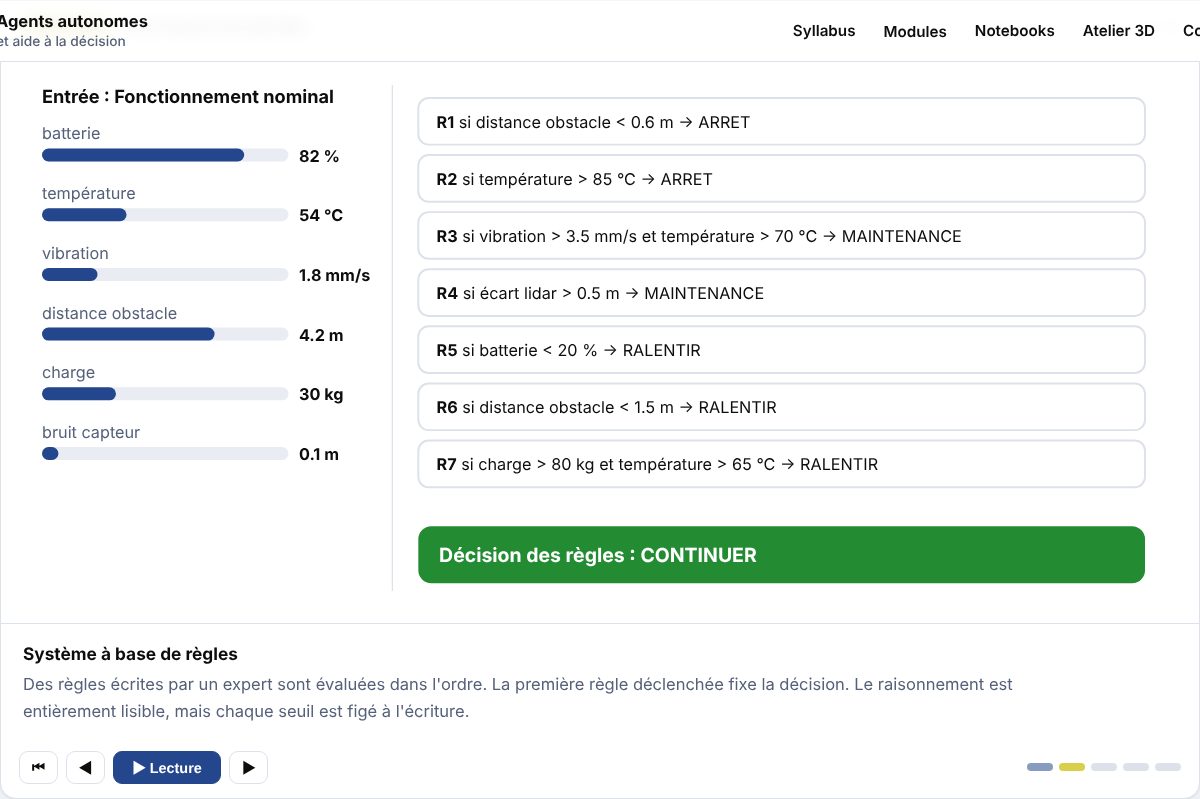 Agents autonomes
et aide à la décision
Syllabus
Modules
Notebooks
Atelier 3D
Entrée : Fonctionnement nominal
batterie
82 %
température
54 °C
vibration
1.8 mm/s
distance obstacle
4.2 m
charge
30 kg
bruit capteur
0.1 m
R1 si distance obstacle < 0.6 m → ARRET
R2 si température > 85 °C → ARRET
R3 si vibration > 3.5 mm/s et température > 70 °C → MAINTENANCE
R4 si écart lidar > 0.5 m → MAINTENANCE
R5 si batterie < 20 % → RALENTIR
R6 si distance obstacle < 1.5 m → RALENTIR
R7 si charge > 80 kg et température > 65 °C → RALENTIR
Décision des règles : CONTINUER
Système à base de règles
Des règles écrites par un expert sont évaluées dans l'ordre. La première règle déclenchée fixe la décision. Le raisonnement est
entièrement lisible, mais chaque seuil est figé à l'écriture.
Lecture